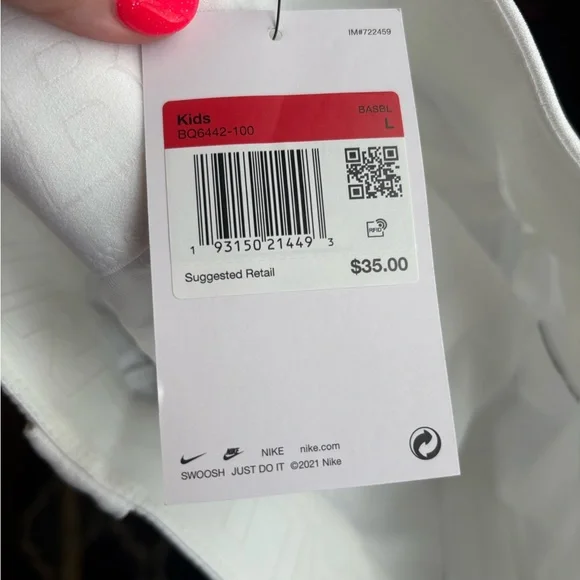 IM#722459
Kids BASBL
BQ6442-100 L
RFID
1 93150 21449 3
Suggested Retail $35.00
NIKE nike.com
SWOOSH JUST DO IT ©2021 Nike